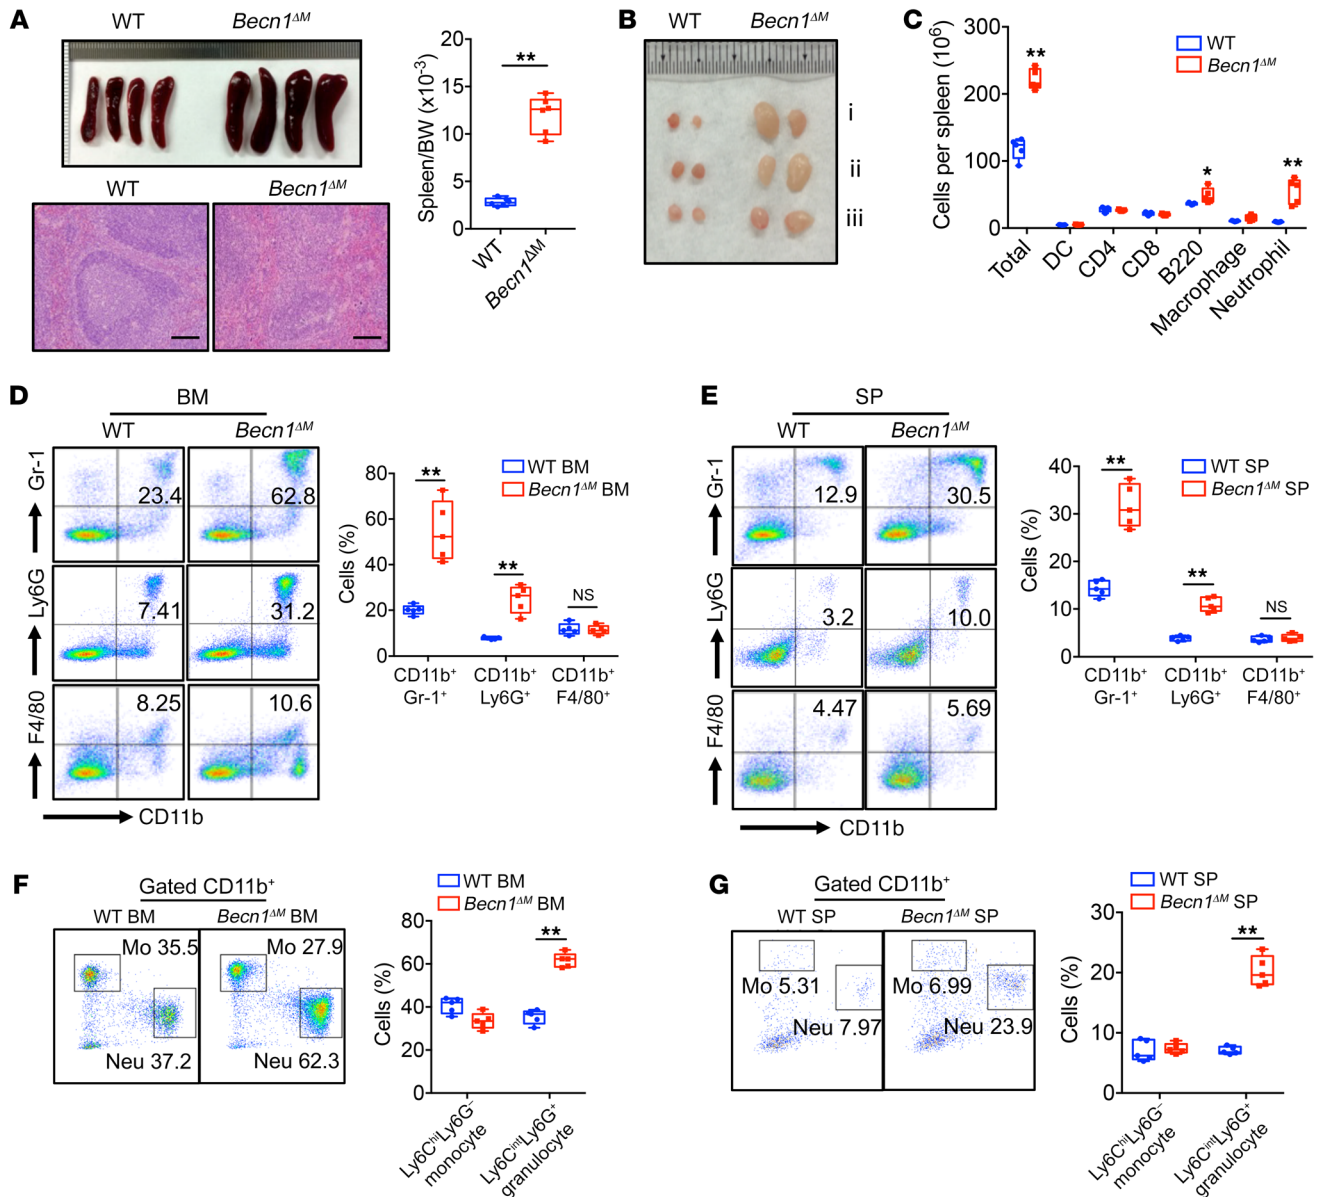 A
WT
Becn1ΔM
WT
Becn1ΔM
Spleen/BW (x10-3)
20
15
10
5
0
**
WT
Becn1ΔM
B
WT
Becn1ΔM
i
ii
iii
C
Cells per spleen (106)
300
200
100
0
WT
Becn1ΔM
**
*
**
Total
DC
CD4
CD8
B220
Macrophage
Neutrophil
D
BM
WT
Becn1ΔM
Gr-1
23.4
62.8
Ly6G
7.41
31.2
F4/80
8.25
10.6
CD11b
Cells (%)
80
60
40
20
0
WT BM
Becn1ΔM BM
**
**
NS
CD11b+ CD11b+ CD11b+
Gr-1+ Ly6G+ F4/80+
E
SP
WT
Becn1ΔM
Gr-1
12.9
30.5
Ly6G
3.2
10.0
F4/80
4.47
5.69
CD11b
Cells (%)
40
30
20
10
0
WT SP
Becn1ΔM SP
**
**
NS
CD11b+ CD11b+ CD11b+
Gr-1+ Ly6G+ F4/80+
F
Gated CD11b+
WT BM
Becn1ΔM BM
Mo 35.5
Mo 27.9
Neu 37.2
Neu 62.3
WT BM
Becn1ΔM BM
Cells (%)
80
60
40
20
0
**
Ly6ChiLy6G–
monocyte
Ly6CintLy6G+
granulocyte
G
Gated CD11b+
WT SP
Becn1ΔM SP
Mo 5.31
Mo 6.99
Neu 7.97
Neu 23.9
WT SP
Becn1ΔM SP
Cells (%)
30
20
10
0
**
Ly6ChiLy6G–
monocyte
Ly6CintLy6G+
granulocyte